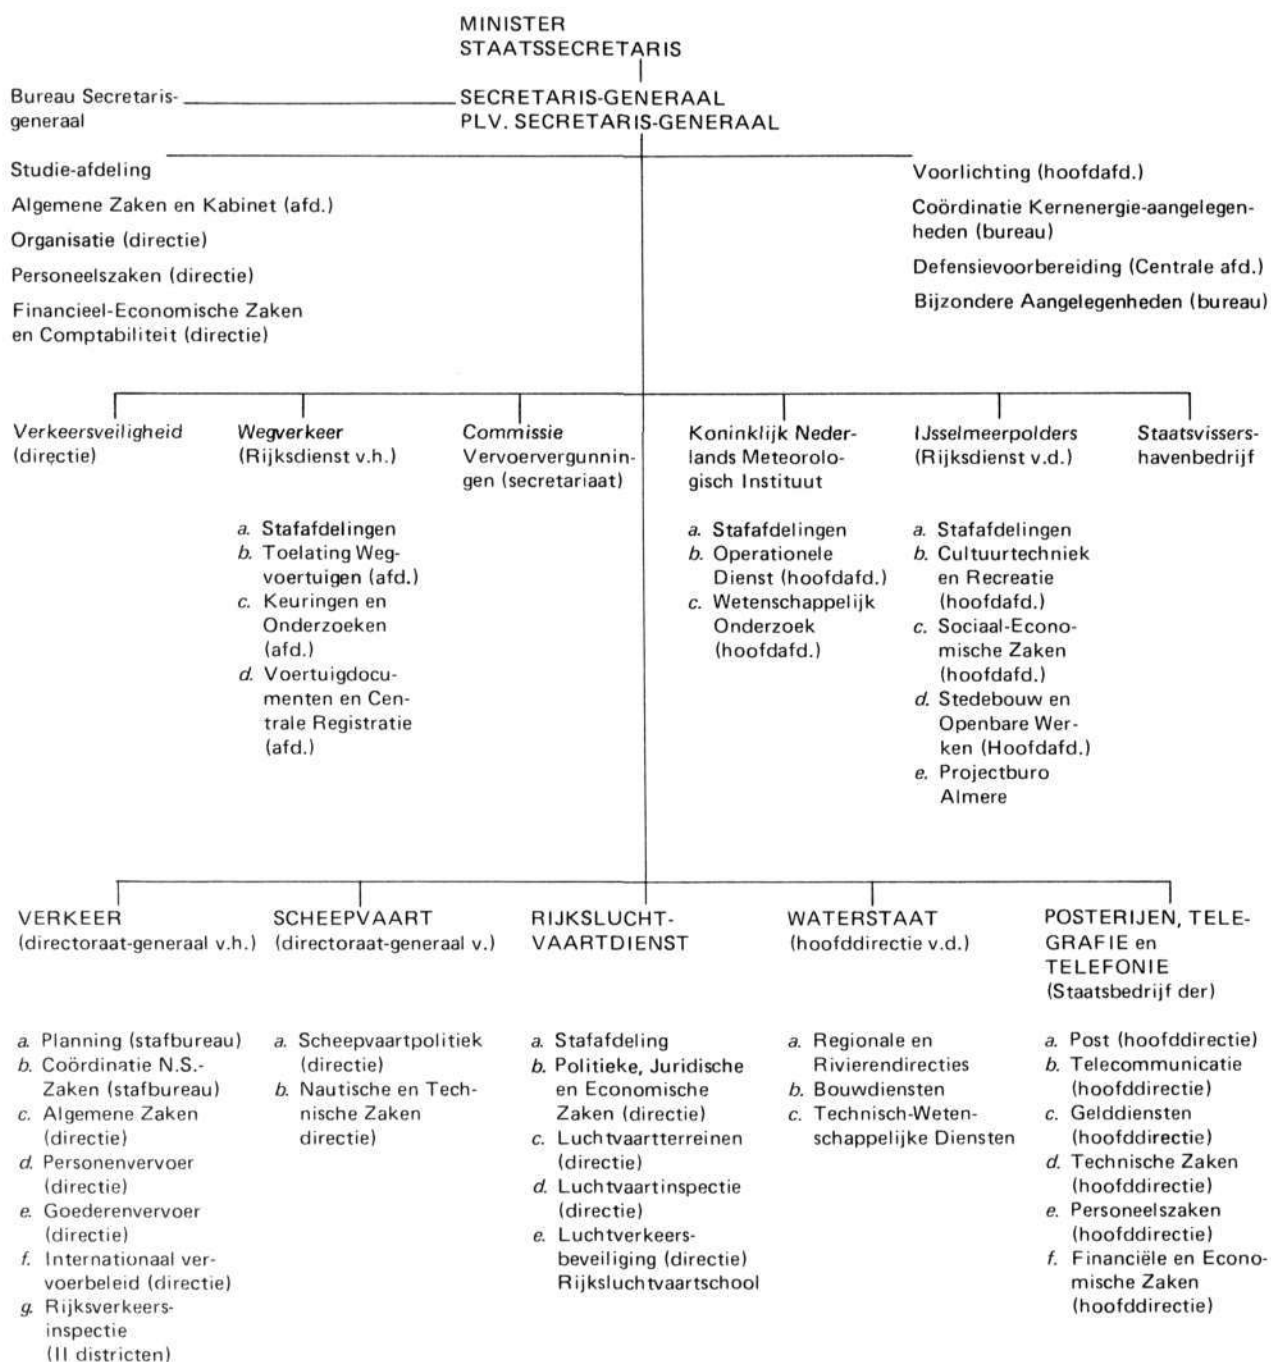 MINISTER
STAATSSECRETARIS
Bureau Secretaris-
generaal
SECRETARIS-GENERAAL
PLV. SECRETARIS-GENERAAL
Studie-afdeling
Algemene Zaken en Kabinet (afd.)
Organisatie (directie)
Personeelszaken (directie)
Financieel-Economische Zaken
en Comptabiliteit (directie)
Voorlichting (hoofdafd.)
Coördinatie Kernenergie-aangelegen-
heden (bureau)
Defensievoorbereiding (Centrale afd.)
Bijzondere Aangelegenheden (bureau)
Verkeersveiligheid
(directie)
Wegverkeer
(Rijksdienst v.h.)
a. Stafafdelingen
b. Toelating Weg-
voertuigen (afd.)
c. Keuringen en
Onderzoeken
(afd.)
d. Voertuigdocu-
menten en Cen-
trale Registratie
(afd.)
Commissie
Vervoervergunnin-
gen (secretariaat)
Koninklijk Neder-
lands Meteorolo-
gisch Instituut
a. Stafafdelingen
b. Operationele
Dienst (hoofdafd.)
c. Wetenschappelijk
Onderzoek
(hoofdafd.)
IJsselmeerpolders
(Rijksdienst v.d.)
a. Stafafdelingen
b. Cultuurtechniek
en Recreatie
(hoofdafd.)
c. Sociaal-Econo-
mische Zaken
(hoofdafd.)
d. Stedebouw en
Openbare Wer-
ken (Hoofdafd.)
e. Projectburo
Almere
Staatsvissers-
havenbedrijf
VERKEER
(directoraat-generaal v.h.)
a. Planning (stafbureau)
b. Coördinatie N.S.-
Zaken (stafbureau)
c. Algemene Zaken
(directie)
d. Personenvervoer
(directie)
e. Goederenvervoer
(directie)
f. Internationaal ver-
voerbeleid (directie)
g. Rijksverkeers-
inspectie
(II districten)
SCHEEPVAART
(directoraat-generaal v.)
a. Scheepvaartpolitiek
(directie)
b. Nautische en Tech-
nische Zaken
directie)
RIJKSLUCHT-
VAARTDIENST
a. Stafafdeling
b. Politieke, Juridische
en Economische
Zaken (directie)
c. Luchtvaartterreinen
(directie)
d. Luchtvaartinspectie
(directie)
e. Luchtverkeers-
beveiliging (directie)
Rijksluchtvaartschool
WATERSTAAT
(hoofddirectie v.d.)
a. Regionale en
Rivierendirecties
b. Bouwdiensten
c. Technisch-Weten-
schappelijke Diensten
POSTERIJEN, TELE-
GRAFIE en
TELEFONIE
(Staatsbedrijf der)
a. Post (hoofddirectie)
b. Telecommunicatie
(hoofddirectie)
c. Gelddiensten
(hoofddirectie)
d. Technische Zaken
(hoofddirectie)
e. Personeelszaken
(hoofddirectie)
f. Financiële en Econo-
mische Zaken
(hoofddirectie)